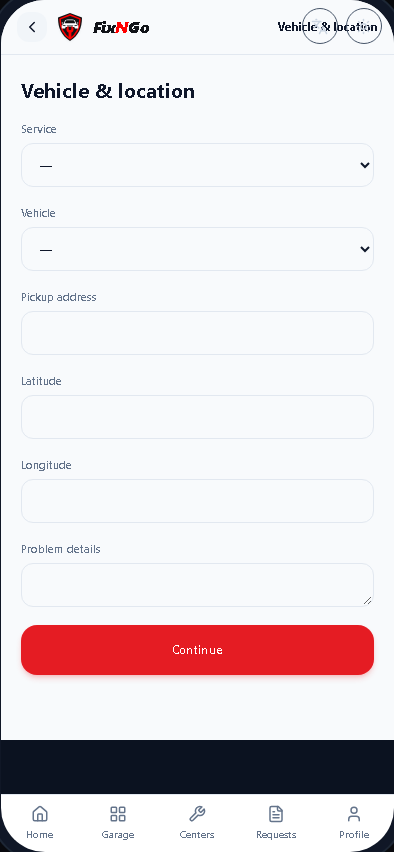 FixNGo
Vehicle & location
Vehicle & location
Service
—
Vehicle
—
Pickup address
Latitude
Longitude
Problem details
Continue
Home
Garage
Centers
Requests
Profile